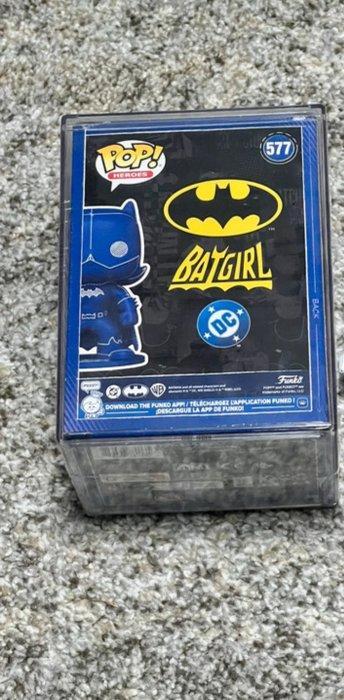 POP!
HEROES
577
BATGIRL
DC
BACK
Funko
DOWNLOAD THE FUNKO APP! / TÉLÉCHARGEZ L'APPLICATION FUNKO !
¡DESCARGUE LA APP DE FUNKO!